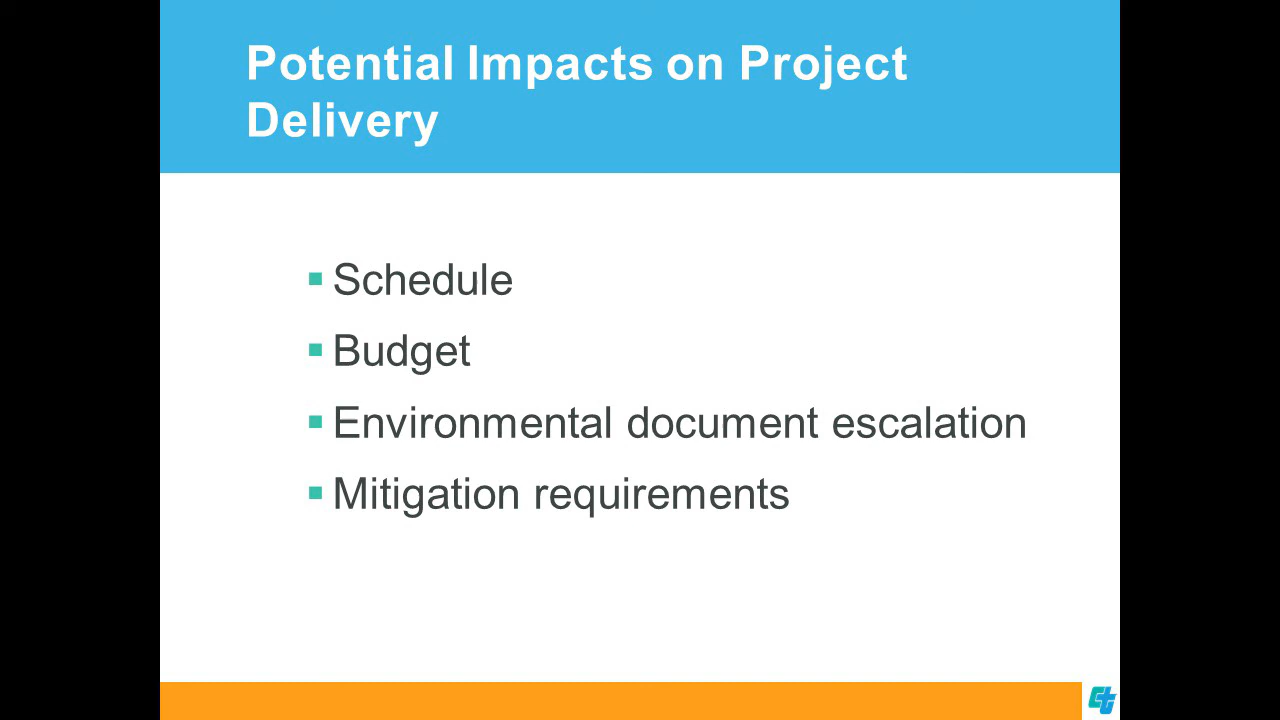 Potential Impacts on Project
Delivery
Schedule
Budget
Environmental document escalation
Mitigation requirements